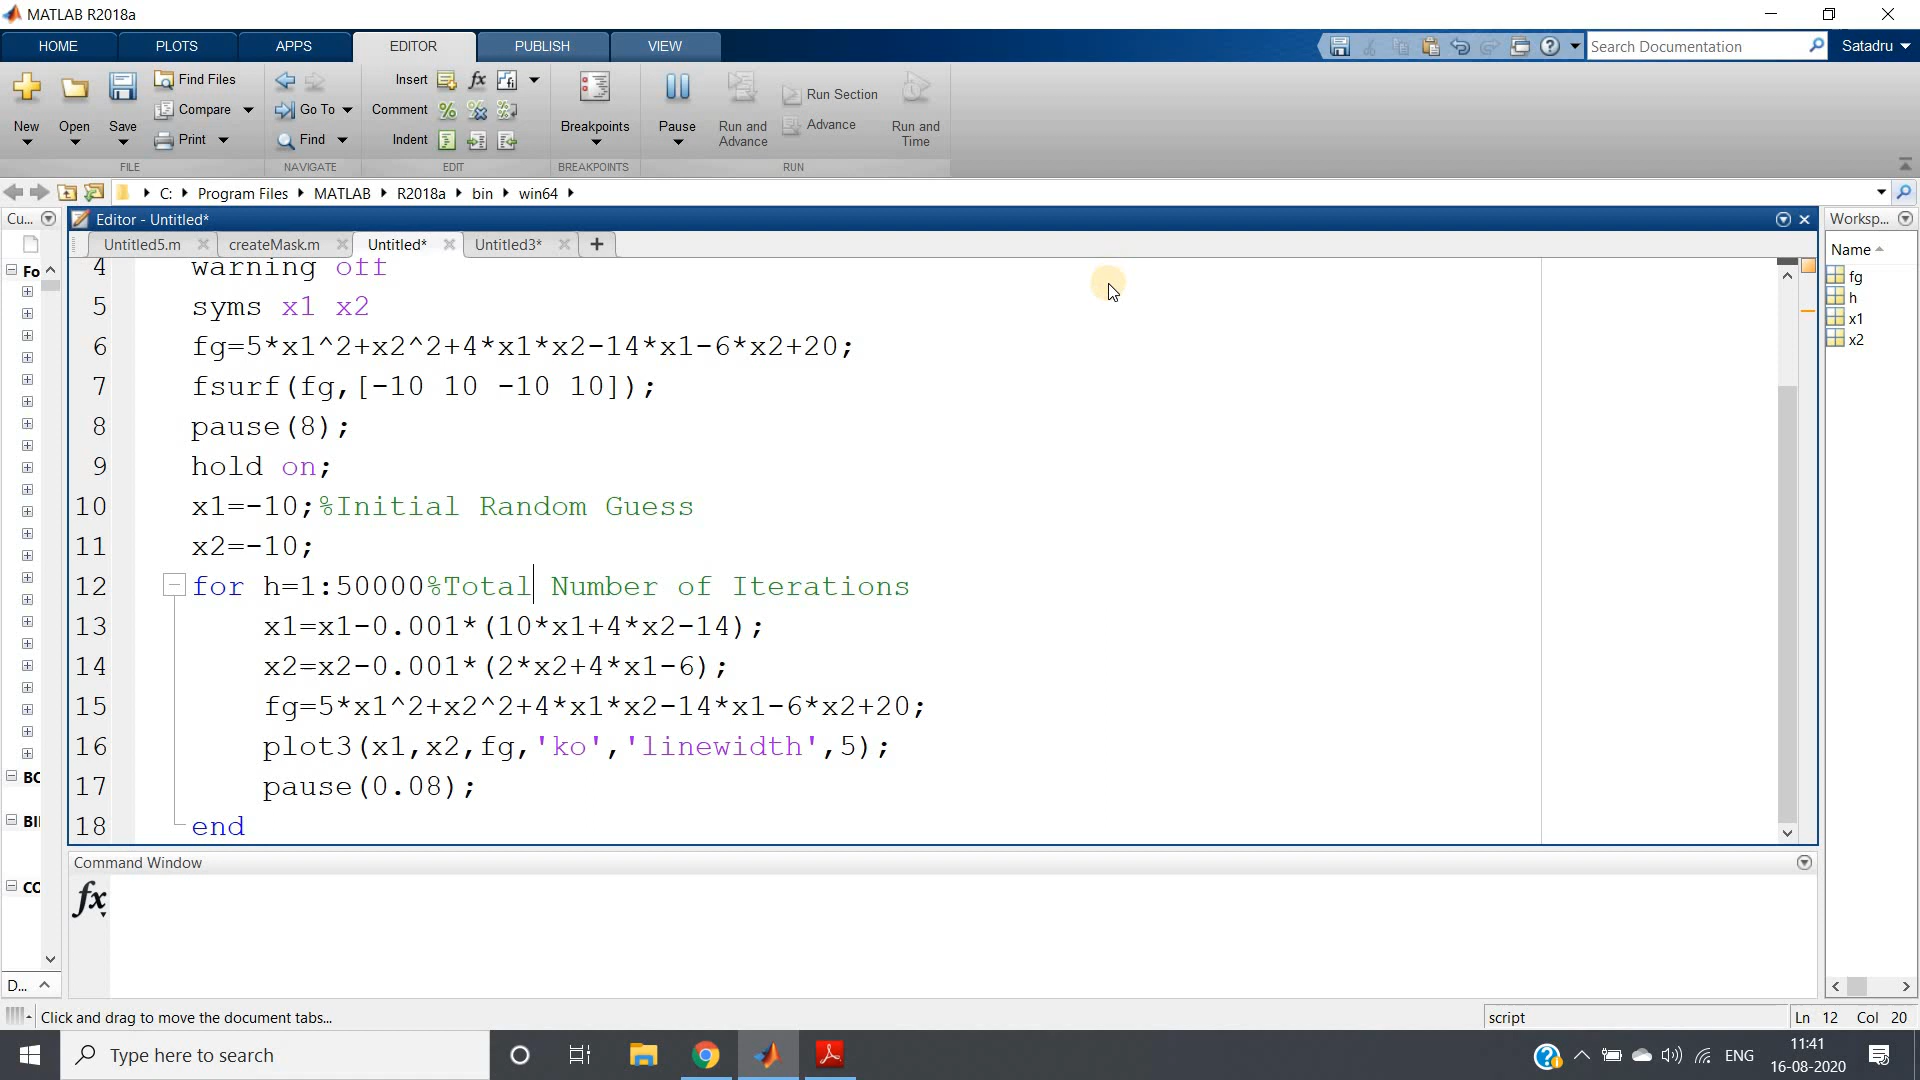 MATLAB R2018a
HOME PLOTS APPS EDITOR PUBLISH VIEW
Search Documentation
Satadru
New
Open
Save
Find Files
Compare
Print
FILE
Go To
Find
NAVIGATE
Insert fx
Comment
Indent
EDIT
Breakpoints
BREAKPOINTS
Pause
Run and Advance
Run Section
Advance
Run and Time
RUN
C: Program Files MATLAB R2018a bin win64
Cu...
Editor - Untitled*
Worksp...
Untitled5.m createMask.m Untitled* Untitled3*
Name
fg
h
x1
x2
Fo
BC
BII
CO
D...
4 warning off
5 syms x1 x2
6 fg=5*x1^2+x2^2+4*x1*x2-14*x1-6*x2+20;
7 fsurf(fg,[-10 10 -10 10]);
8 pause(8);
9 hold on;
10 x1=-10;%Initial Random Guess
11 x2=-10;
12 for h=1:50000%Total Number of Iterations
13 x1=x1-0.001*(10*x1+4*x2-14);
14 x2=x2-0.001*(2*x2+4*x1-6);
15 fg=5*x1^2+x2^2+4*x1*x2-14*x1-6*x2+20;
16 plot3(x1,x2,fg,'ko','linewidth',5);
17 pause(0.08);
18 end
Command Window
fx
Click and drag to move the document tabs...
script
Ln 12 Col 20
Type here to search
ENG
11:41
16-08-2020